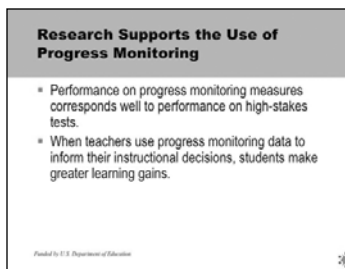 Research Supports the Use of
Progress Monitoring
Performance on progress monitoring measures
corresponds well to performance on high-stakes
tests.
When teachers use progress monitoring data to
inform their instructional decisions, students make
greater learning gains.
Funded by U.S. Department of Education